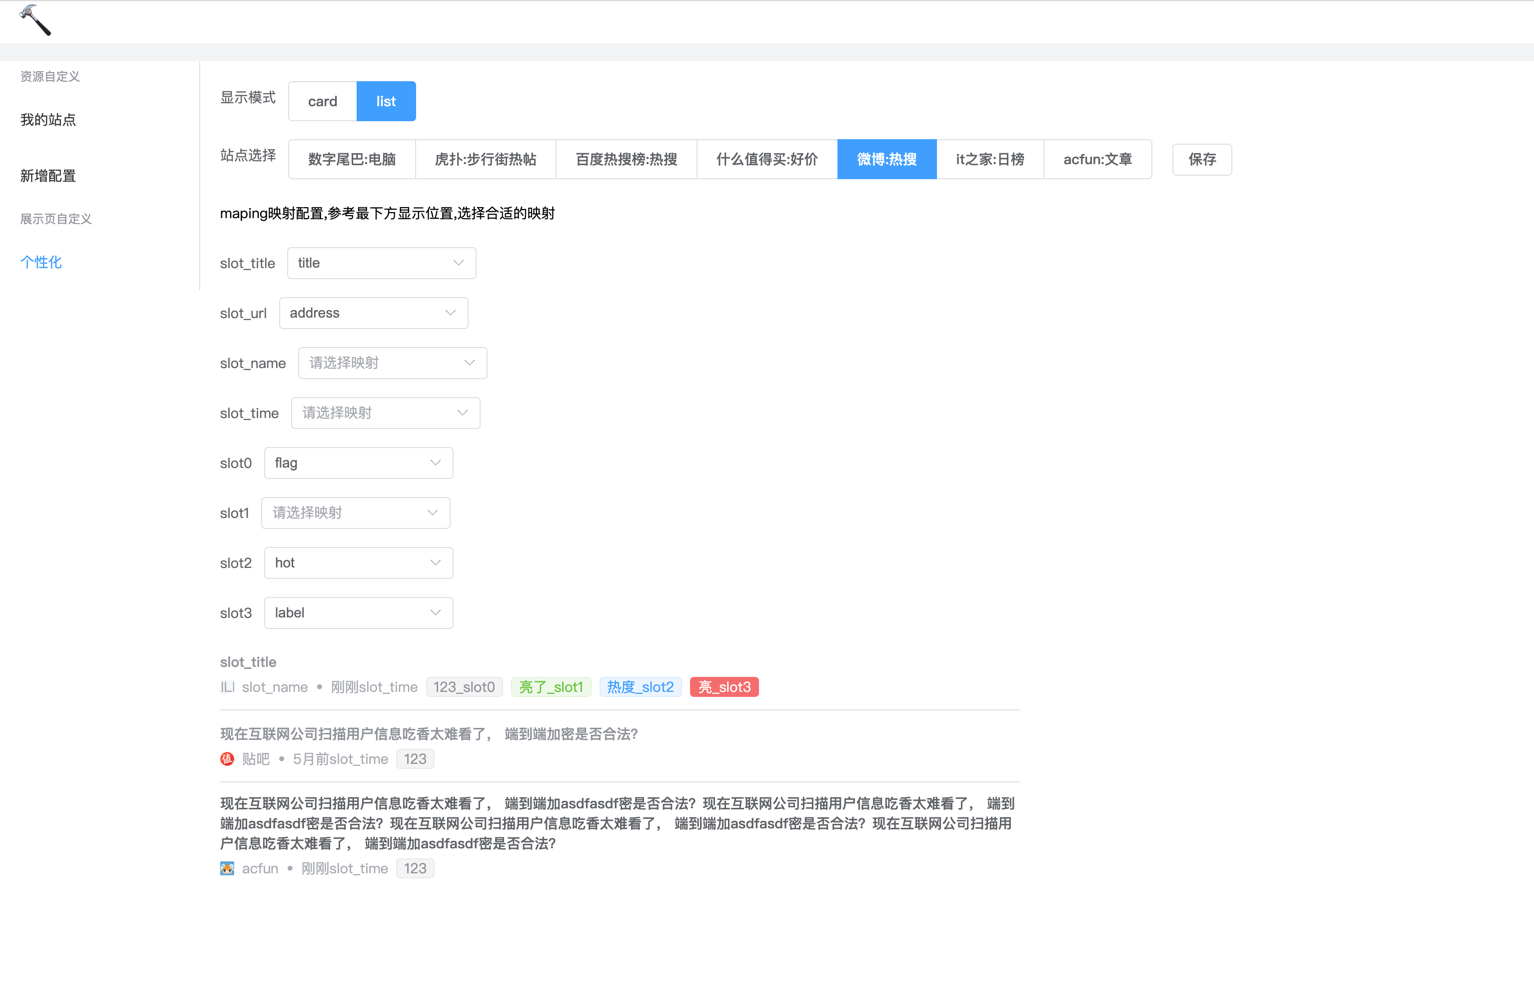 资源自定义
我的站点
新增配置
展示页自定义
个性化
显示模式 card list
站点选择 数字尾巴:电脑 虎扑:步行街热帖 百度热搜榜:热搜 什么值得买:好价 微博:热搜 it之家:日榜 acfun:文章 保存
maping映射配置,参考最下方显示位置,选择合适的映射
slot_title title
slot_url address
slot_name 请选择映射
slot_time 请选择映射
slot0 flag
slot1 请选择映射
slot2 hot
slot3 label
slot_title
slot_name • 刚刚slot_time 123_slot0 亮了_slot1 热度_slot2 亮_slot3
现在互联网公司扫描用户信息吃香太难看了， 端到端加密是否合法?
值 贴吧 • 5月前slot_time 123
现在互联网公司扫描用户信息吃香太难看了， 端到端加asdfasdf密是否合法? 现在互联网公司扫描用户信息吃香太难看了， 端到
端加asdfasdf密是否合法? 现在互联网公司扫描用户信息吃香太难看了， 端到端加asdfasdf密是否合法? 现在互联网公司扫描用
户信息吃香太难看了， 端到端加asdfasdf密是否合法?
acfun • 刚刚slot_time 123